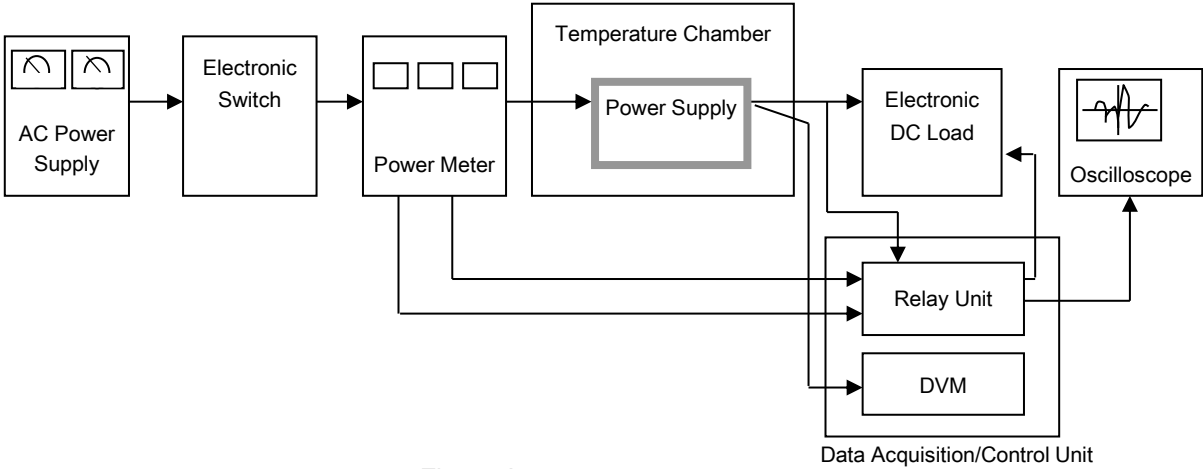 Temperature Chamber
AC Power
Supply
Electronic
Switch
Power Meter
Power Supply
Electronic
DC Load
Oscilloscope
Relay Unit
DVM
Data Acquisition/Control Unit